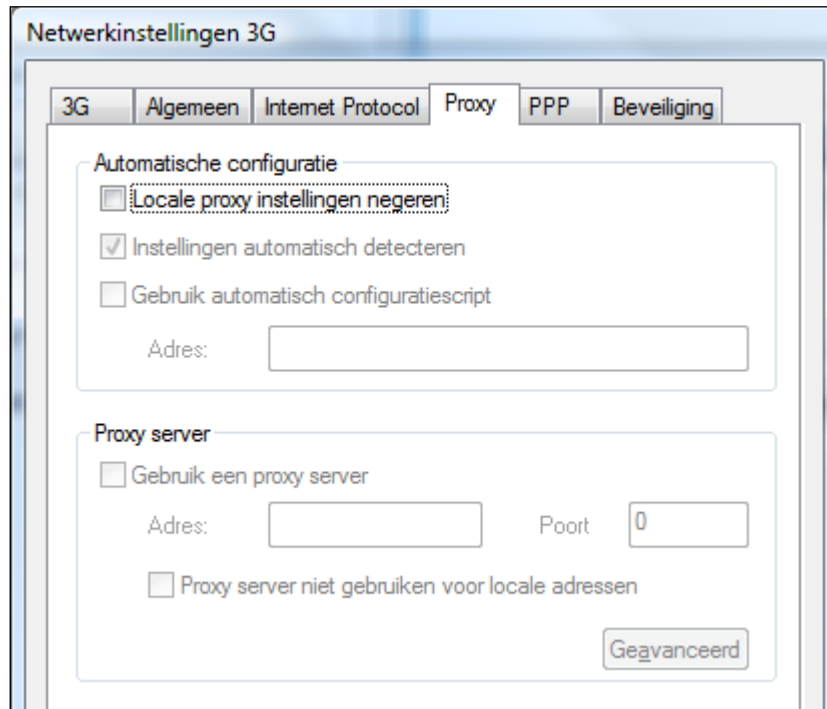 Netwerkinstellingen 3G
3G Algemeen Internet Protocol Proxy PPP Beveiliging
Automatische configuratie
Locale proxy instellingen negeren
Instellingen automatisch detecteren
Gebruik automatisch configuratiescript
Adres:
Proxy server
Gebruik een proxy server
Adres: Poort 0
Proxy server niet gebruiken voor locale adressen
Geavanceerd